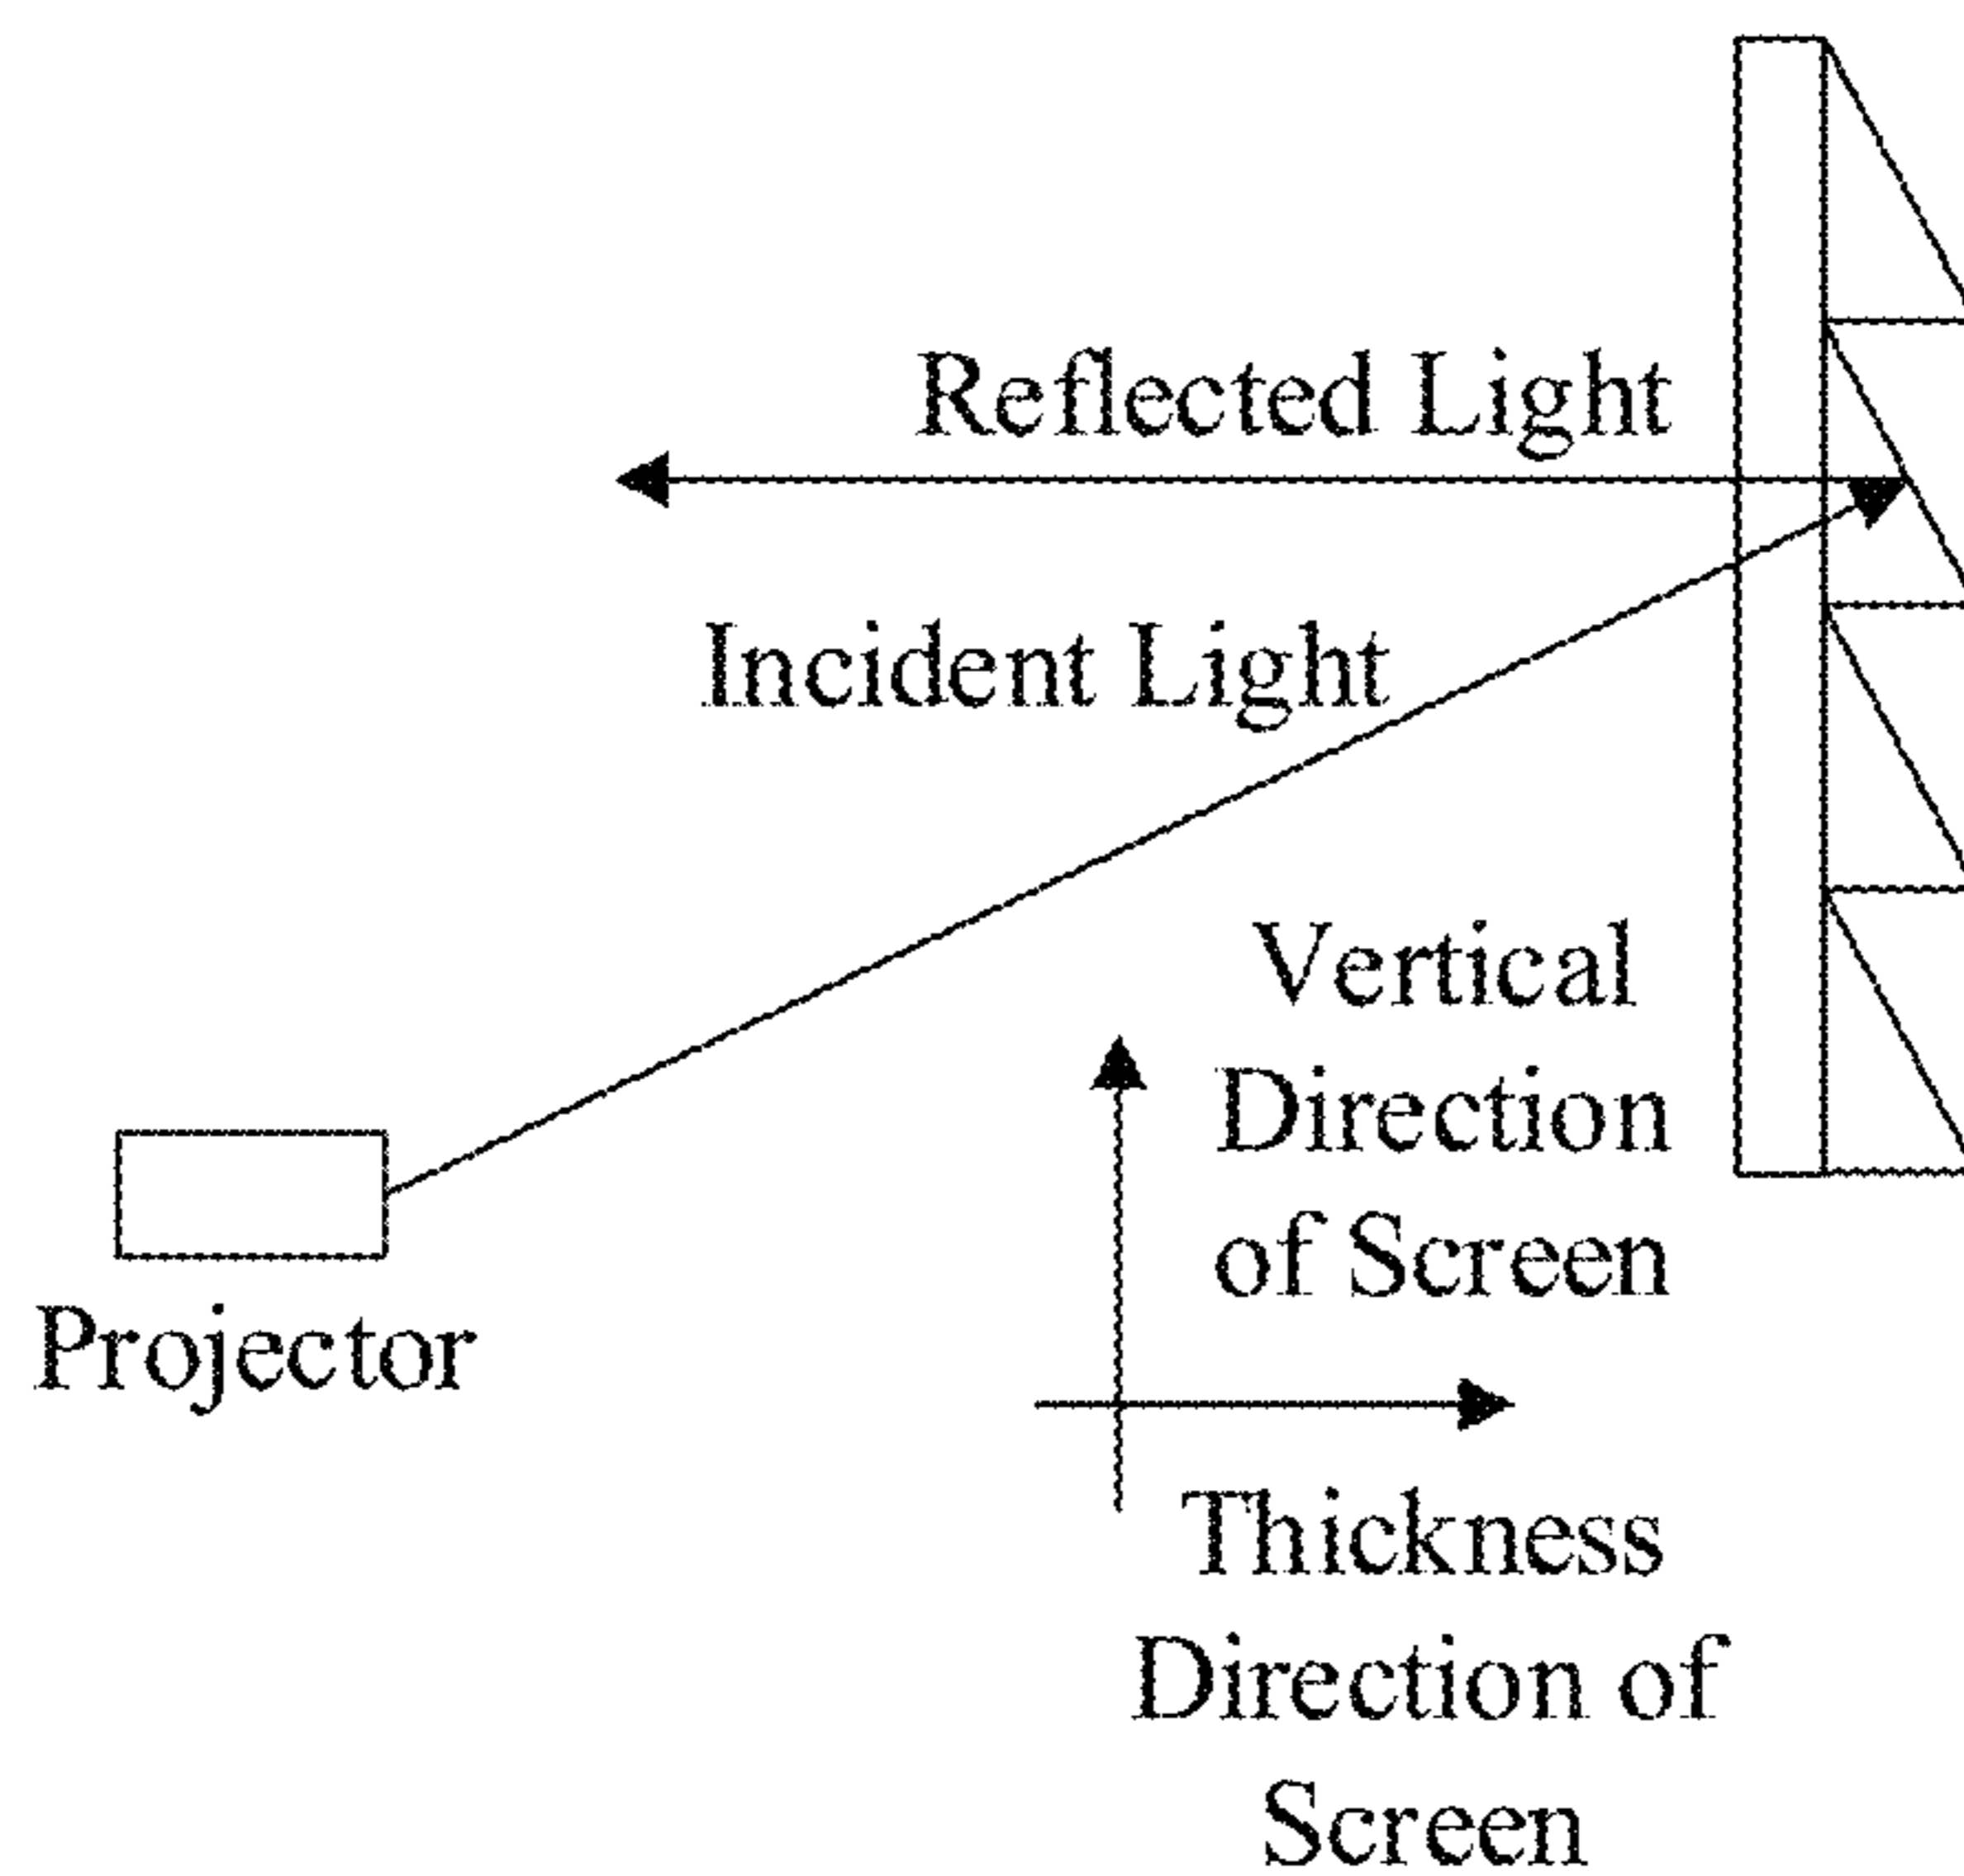 Reflected Light
Incident Light
Vertical
Direction
of Screen
Projector
Thickness
Direction of
Screen